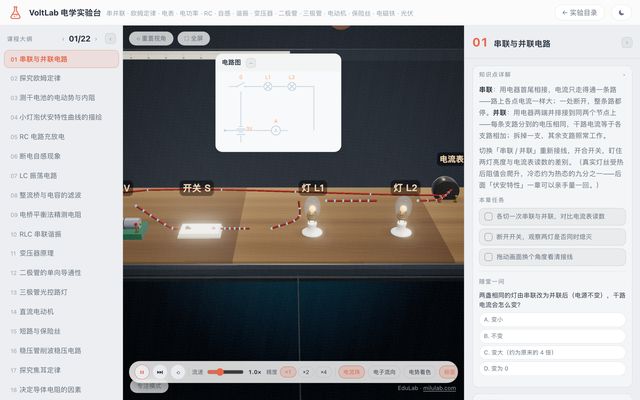 VoltLab 电学实验台
串并联 · 欧姆定律 · 电表 · 电功率 · RC · 自感 · 谐振 · 变压器 · 二极管 · 三极管 · 电动机 · 保险丝 · 电磁铁 · 光伏
← 实验目录
课程大纲
‹ 01/22 ›
01 串联与并联电路
02 探究欧姆定律
03 测干电池的电动势与内阻
04 小灯泡伏安特性曲线的描绘
05 RC 电路充放电
06 断电自感现象
07 LC 振荡电路
08 整流桥与电容的滤波
09 电桥平衡法精测电阻
10 RLC 串联谐振
11 变压器原理
12 二极管的单向导通性
13 三极管光控路灯
14 直流电动机
15 短路与保险丝
16 稳压管削波稳压电路
17 探究焦耳定律
18 决定导体电阻的因素
重置视角
全屏
电路图
S
L1
L2
A
V
开关 S
灯 L1
灯 L2
电流表
流速
1.0×
精度
×1
×2
×4
电流珠
电子流向
电势着色
标签
专注模式
EduLab · milulab.com
01 串联与并联电路
知识点详解
串联：用电器首尾相接，电流只走得通一条路
——路上各点电流一样大；一处断开，整条路都
停。并联：用电器两端并排接到同两个节点上
——每条支路分到的电压相同，干路电流等于各
支路相加；拆掉一支，其余支路照常工作。
切换「串联 / 并联」重新接线，开合开关，盯住
两灯亮度与电流表读数的差别。（真实灯丝受热
后阻值会爬升，冷态约为热态的九分之一——后
面「伏安特性」一章可以亲手量一回。）
本章任务
各切一次串联与并联，对比电流表读数
断开开关，观察两灯是否同时熄灭
拖动画面换个角度看清接线
随堂一问
两盏相同的灯由串联改为并联后（电源不变），干路
电流会怎么变？
A. 变小
B. 不变
C. 变大（约为原来的 4 倍）
D. 变为 0